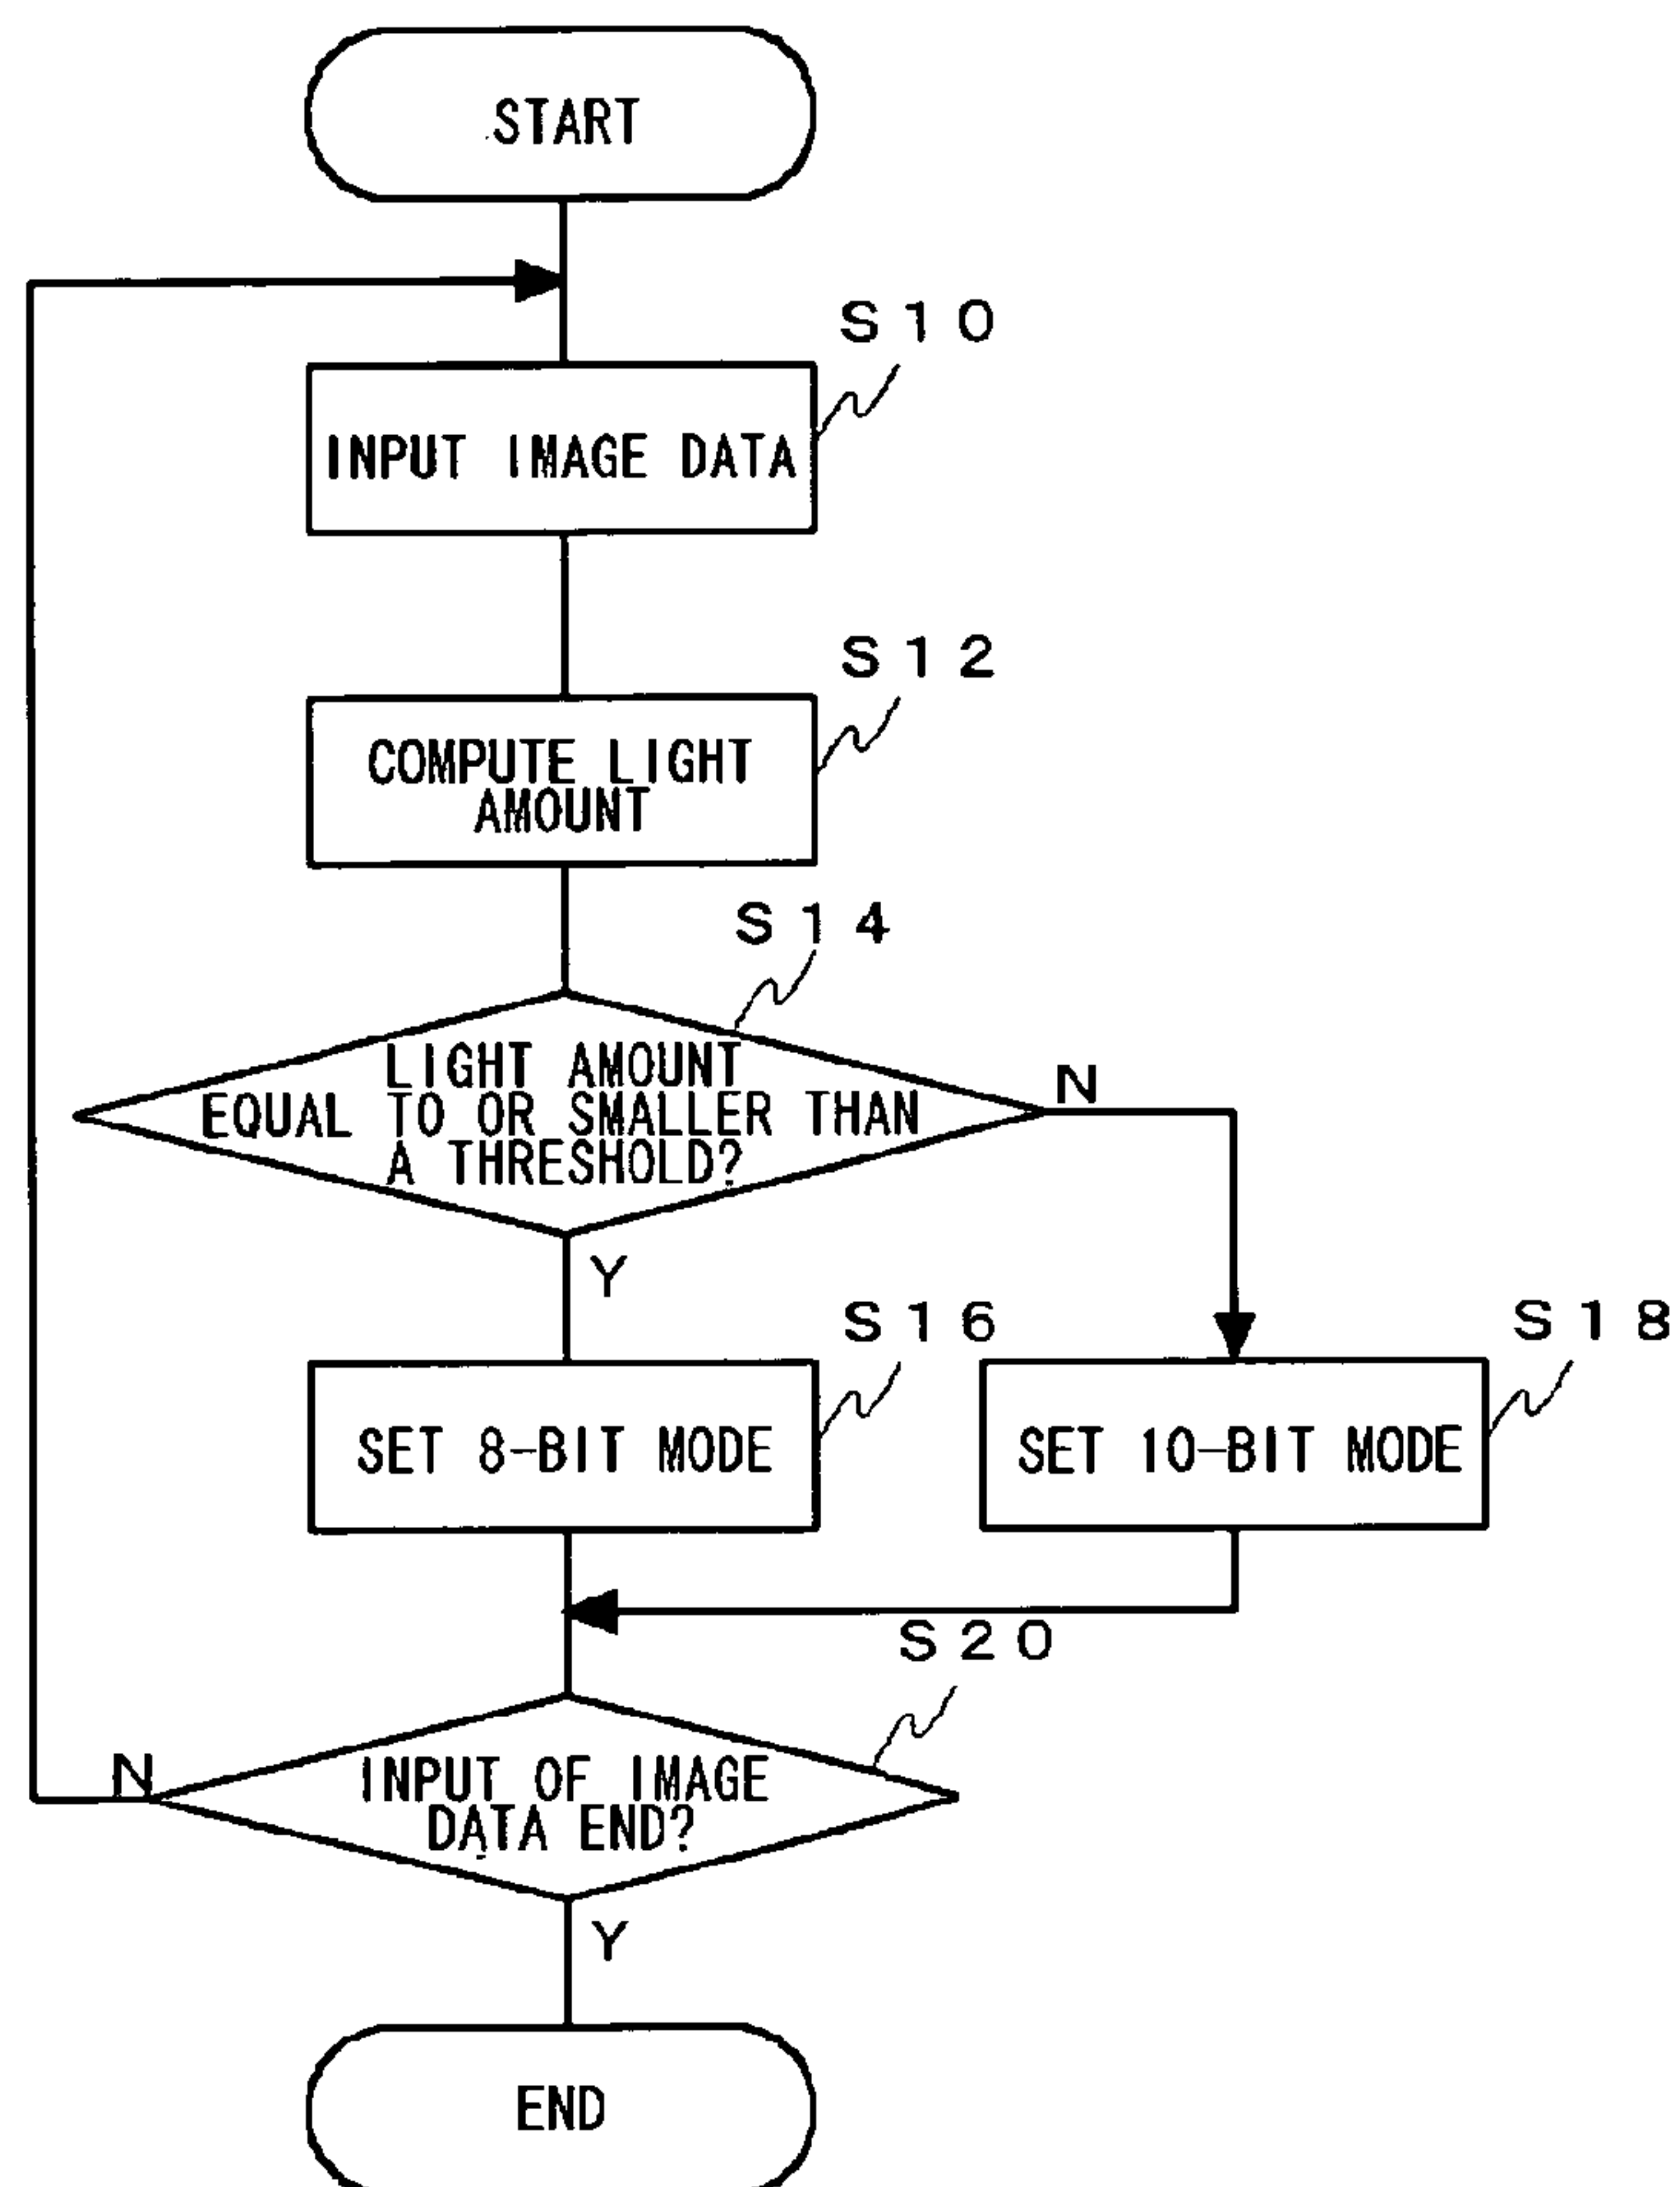 START
S10
INPUT IMAGE DATA
S12
COMPUTE LIGHT
AMOUNT
S14
LIGHT AMOUNT
EQUAL TO OR SMALLER THAN
A THRESHOLD?
N
Y
S16
S18
SET 8-BIT MODE
SET 10-BIT MODE
S20
N
INPUT OF IMAGE
DATA END?
Y
END